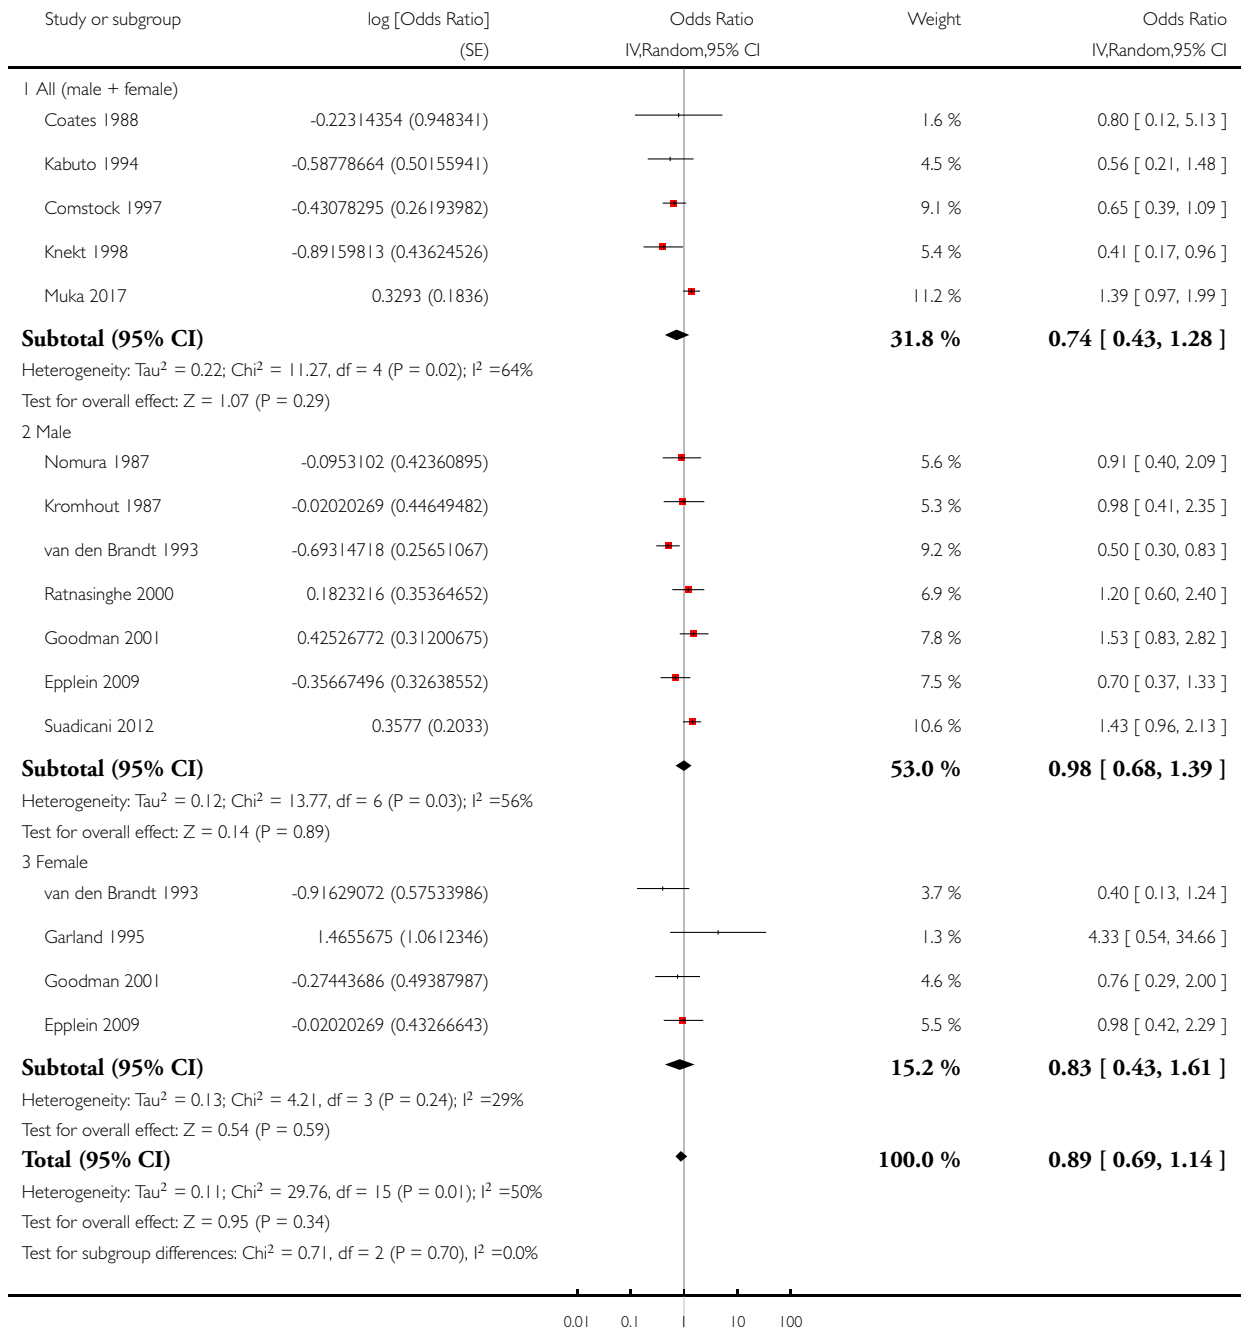 Study or subgroup log [Odds Ratio] Odds Ratio Weight Odds Ratio
(SE) IV,Random,95% CI IV,Random,95% CI
1 All (male + female)
Coates 1988 -0.22314354 (0.948341) 1.6 % 0.80 [ 0.12, 5.13 ]
Kabuto 1994 -0.58778664 (0.50155941) 4.5 % 0.56 [ 0.21, 1.48 ]
Comstock 1997 -0.43078295 (0.26193982) 9.1 % 0.65 [ 0.39, 1.09 ]
Knekt 1998 -0.89159813 (0.43624526) 5.4 % 0.41 [ 0.17, 0.96 ]
Muka 2017 0.3293 (0.1836) 11.2 % 1.39 [ 0.97, 1.99 ]
Subtotal (95% CI) 31.8 % 0.74 [ 0.43, 1.28 ]
Heterogeneity: Tau² = 0.22; Chi² = 11.27, df = 4 (P = 0.02); I² =64%
Test for overall effect: Z = 1.07 (P = 0.29)
2 Male
Nomura 1987 -0.0953102 (0.42360895) 5.6 % 0.91 [ 0.40, 2.09 ]
Kromhout 1987 -0.02020269 (0.44649482) 5.3 % 0.98 [ 0.41, 2.35 ]
van den Brandt 1993 -0.69314718 (0.25651067) 9.2 % 0.50 [ 0.30, 0.83 ]
Ratnasinghe 2000 0.1823216 (0.35364652) 6.9 % 1.20 [ 0.60, 2.40 ]
Goodman 2001 0.42526772 (0.31200675) 7.8 % 1.53 [ 0.83, 2.82 ]
Epplein 2009 -0.35667496 (0.32638552) 7.5 % 0.70 [ 0.37, 1.33 ]
Suadicani 2012 0.3577 (0.2033) 10.6 % 1.43 [ 0.96, 2.13 ]
Subtotal (95% CI) 53.0 % 0.98 [ 0.68, 1.39 ]
Heterogeneity: Tau² = 0.12; Chi² = 13.77, df = 6 (P = 0.03); I² =56%
Test for overall effect: Z = 0.14 (P = 0.89)
3 Female
van den Brandt 1993 -0.91629072 (0.57533986) 3.7 % 0.40 [ 0.13, 1.24 ]
Garland 1995 1.4655675 (1.0612346) 1.3 % 4.33 [ 0.54, 34.66 ]
Goodman 2001 -0.27443686 (0.49387987) 4.6 % 0.76 [ 0.29, 2.00 ]
Epplein 2009 -0.02020269 (0.43266643) 5.5 % 0.98 [ 0.42, 2.29 ]
Subtotal (95% CI) 15.2 % 0.83 [ 0.43, 1.61 ]
Heterogeneity: Tau² = 0.13; Chi² = 4.21, df = 3 (P = 0.24); I² =29%
Test for overall effect: Z = 0.54 (P = 0.59)
Total (95% CI) 100.0 % 0.89 [ 0.69, 1.14 ]
Heterogeneity: Tau² = 0.11; Chi² = 29.76, df = 15 (P = 0.01); I² =50%
Test for overall effect: Z = 0.95 (P = 0.34)
Test for subgroup differences: Chi² = 0.71, df = 2 (P = 0.70), I² =0.0%
0.01 0.1 1 10 100